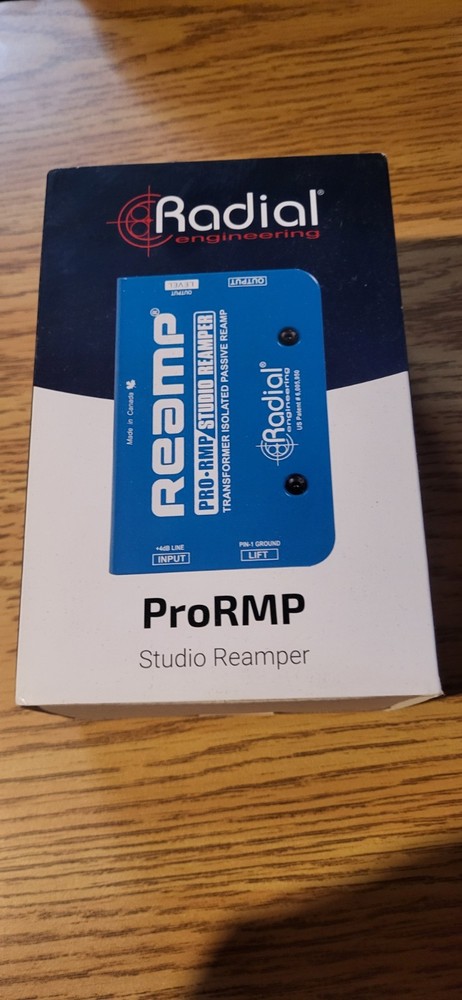 Radial®
engineering
OUTPUT
LEVEL
OUTPUT
Reamp®
PRO•RMP STUDIO REAMPER
TRANSFORMER ISOLATED PASSIVE REAMP
Made in Canada
Radial®
engineering
US Patent # 6,005,950
+4dB LINE
INPUT
PIN-1 GROUND
LIFT
ProRMP
Studio Reamper